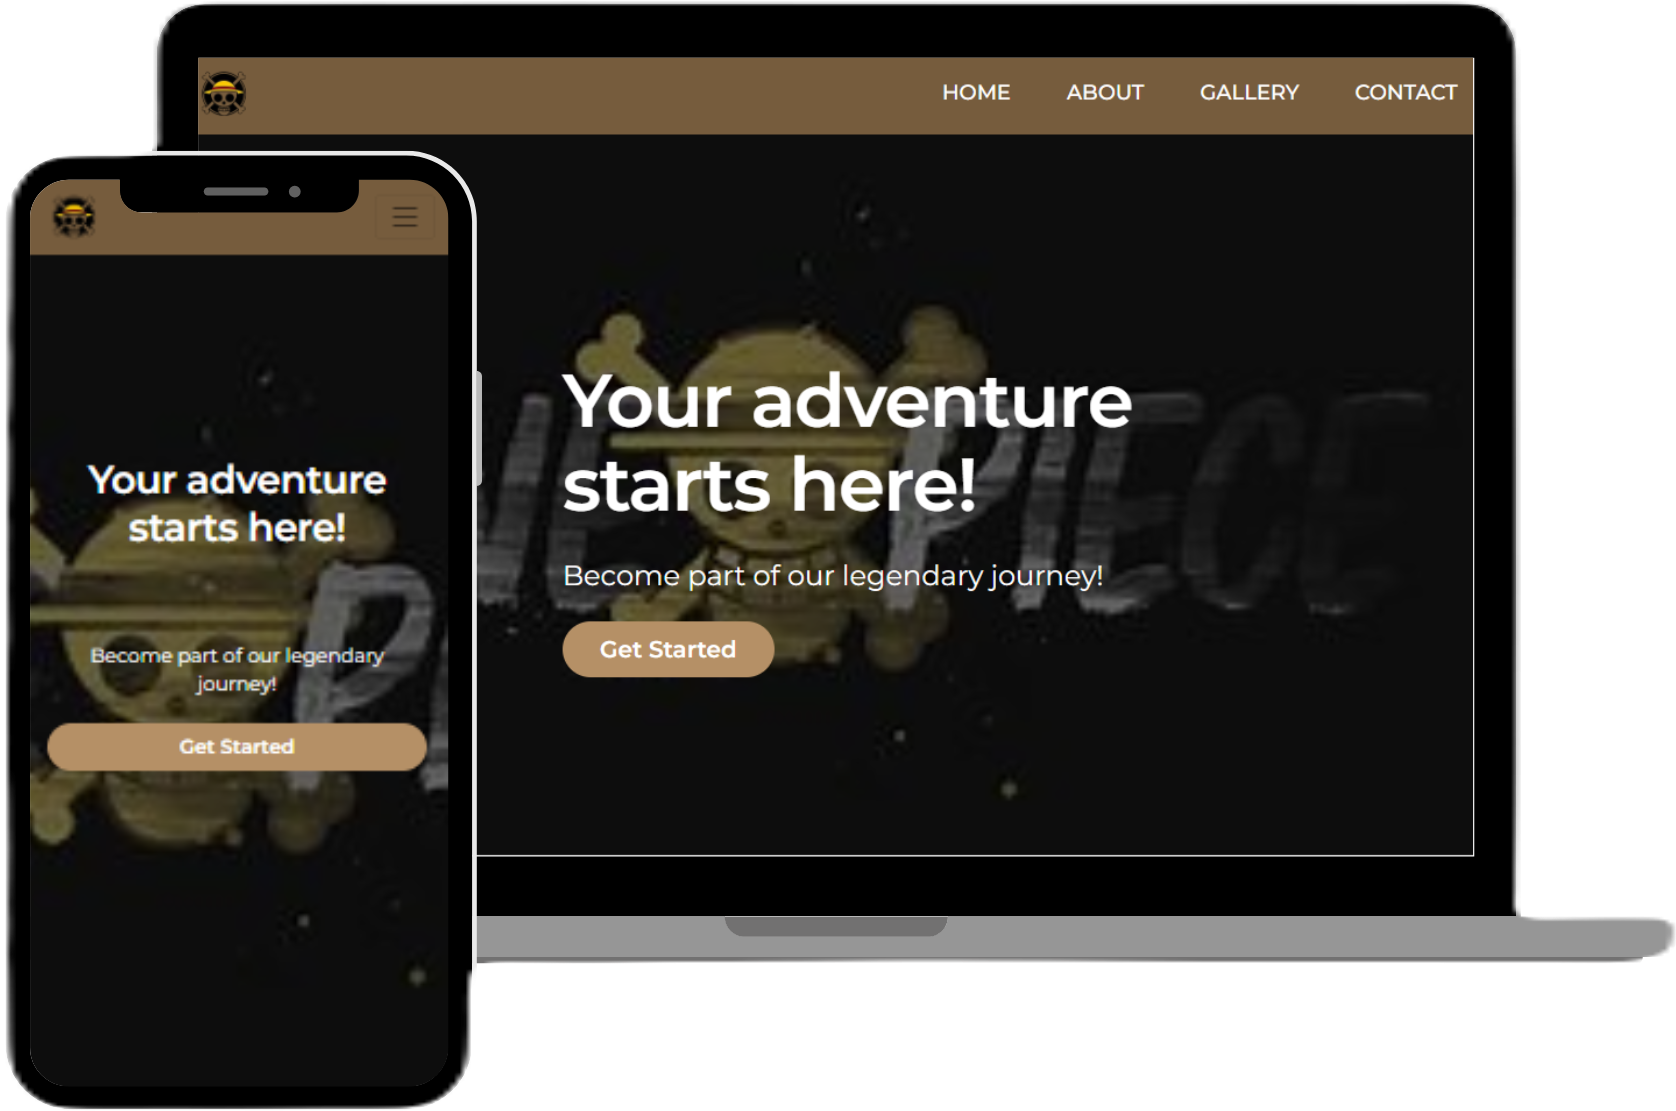 HOME ABOUT GALLERY CONTACT
Your adventure
starts here!
Become part of our legendary journey!
Get Started
PIECE
Your adventure
starts here!
Become part of our legendary
journey!
Get Started